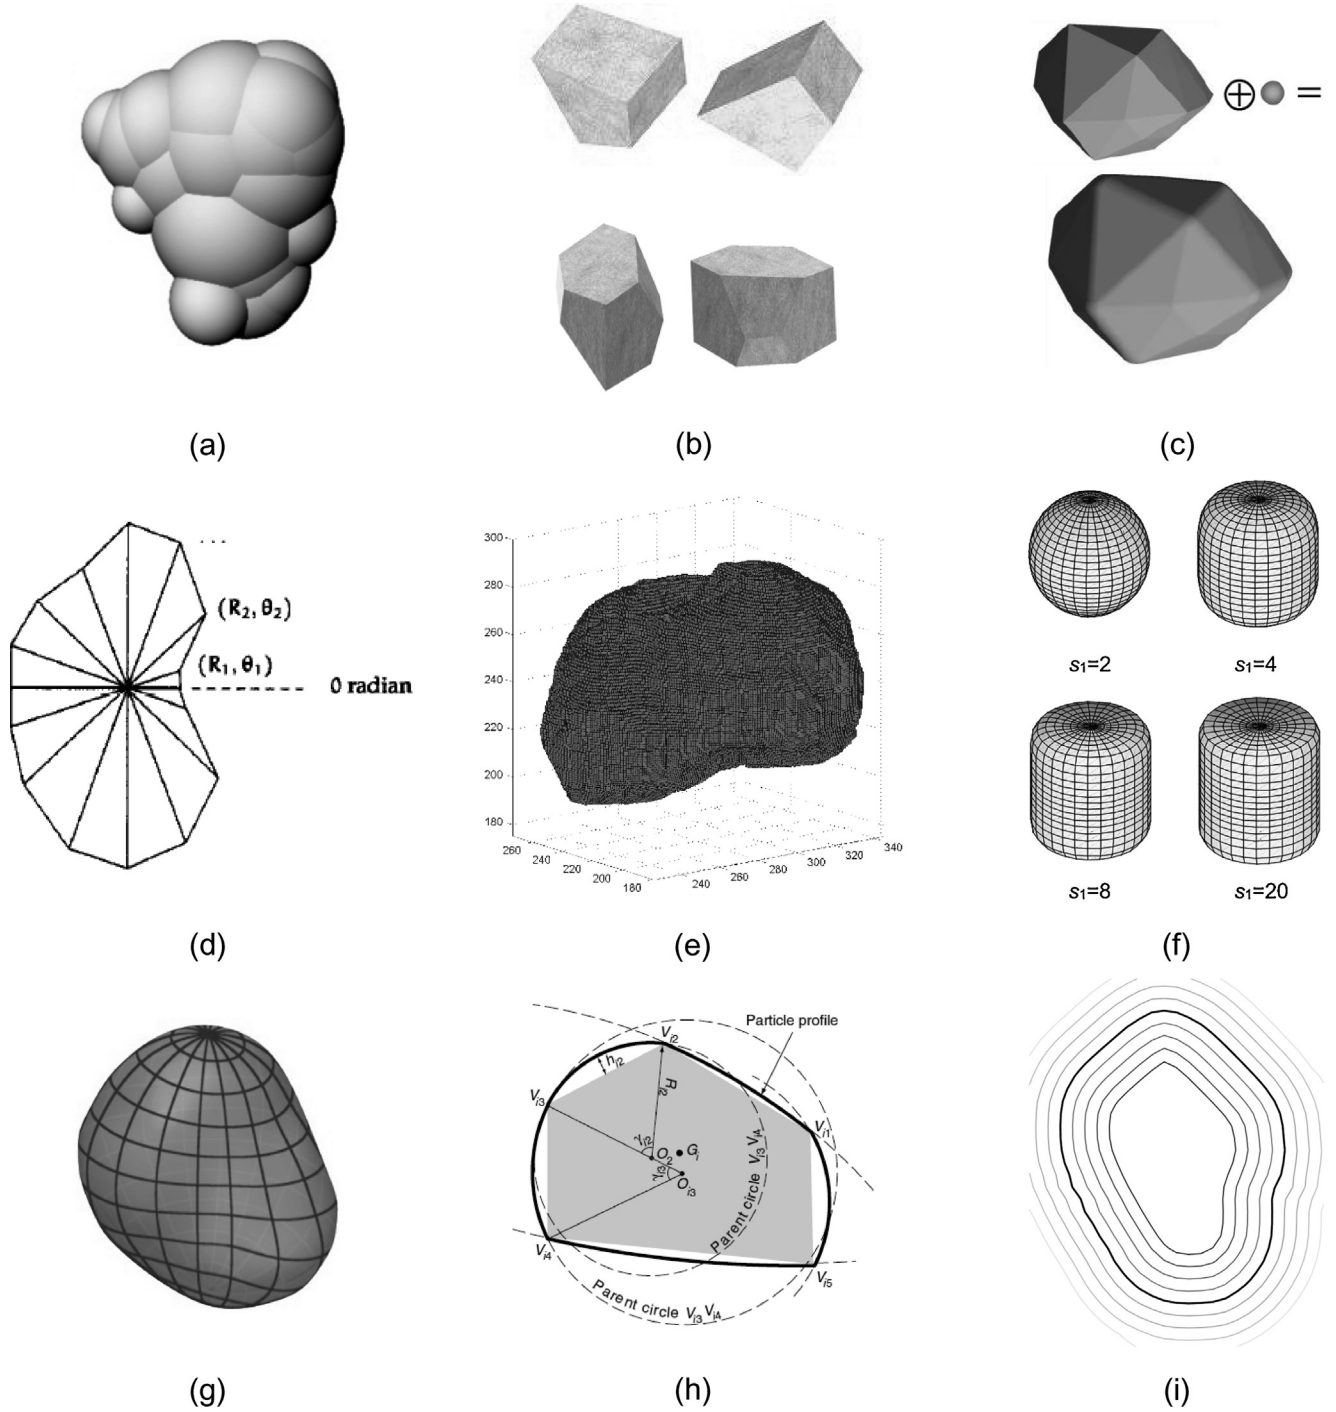 ⊕ =
(a)
(b)
(c)
(R₂, θ₂)
(R₁, θ₁)
0 radian
...
300
280
260
240
220
200
180
260
240
220
200
180
240
260
280
300
320
340
s₁=2
s₁=4
s₁=8
s₁=20
(d)
(e)
(f)
Particle profile
Vᵢ₂
hᵢ₂
Rᵢ₂
Vᵢ₃
Vᵢ₁
γᵢ₂
O₂
Gᵢ
γᵢ₃
Oᵢ₃
Parent circle Vᵢ₃Vᵢ₄
Vᵢ₄
Vᵢ₅
Parent circle Vᵢ₃Vᵢ₄
(g)
(h)
(i)